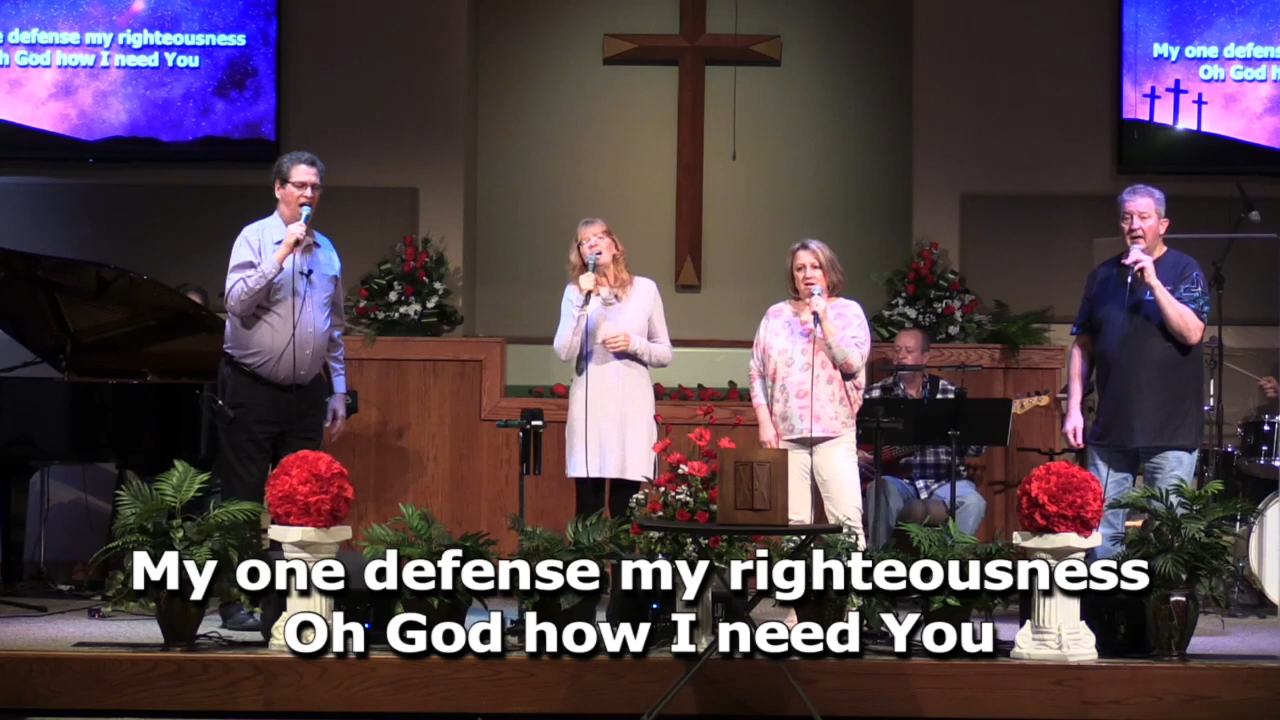 e defense my righteousness
h God how I need You
My one defens
Oh God h
My one defense my righteousness
Oh God how I need You